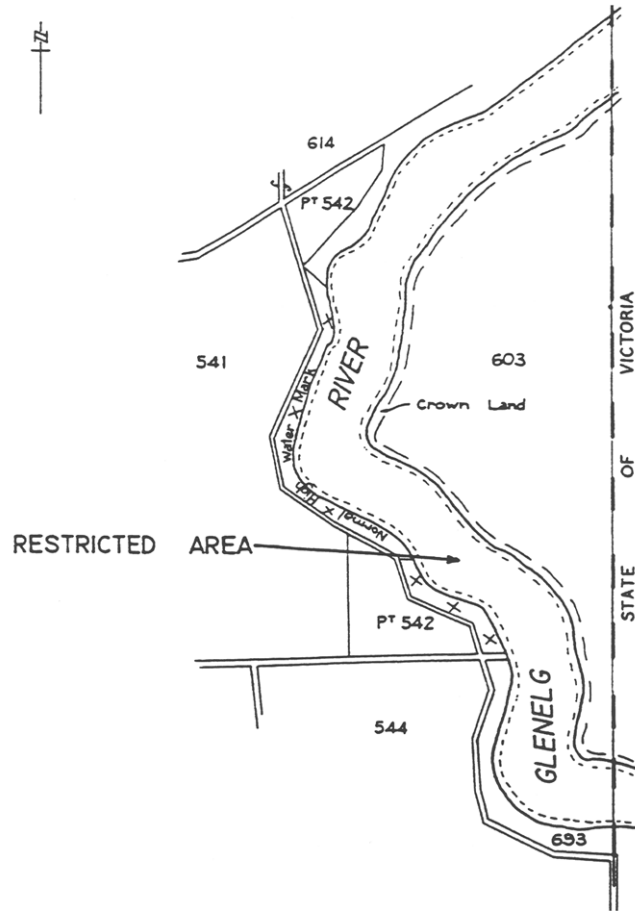 N
614
Pᵀ 542
541
603
VICTORIA
RIVER
Crown Land
Normal High Water Mark
OF
RESTRICTED AREA
Pᵀ 542
STATE
544
GLENELG
693